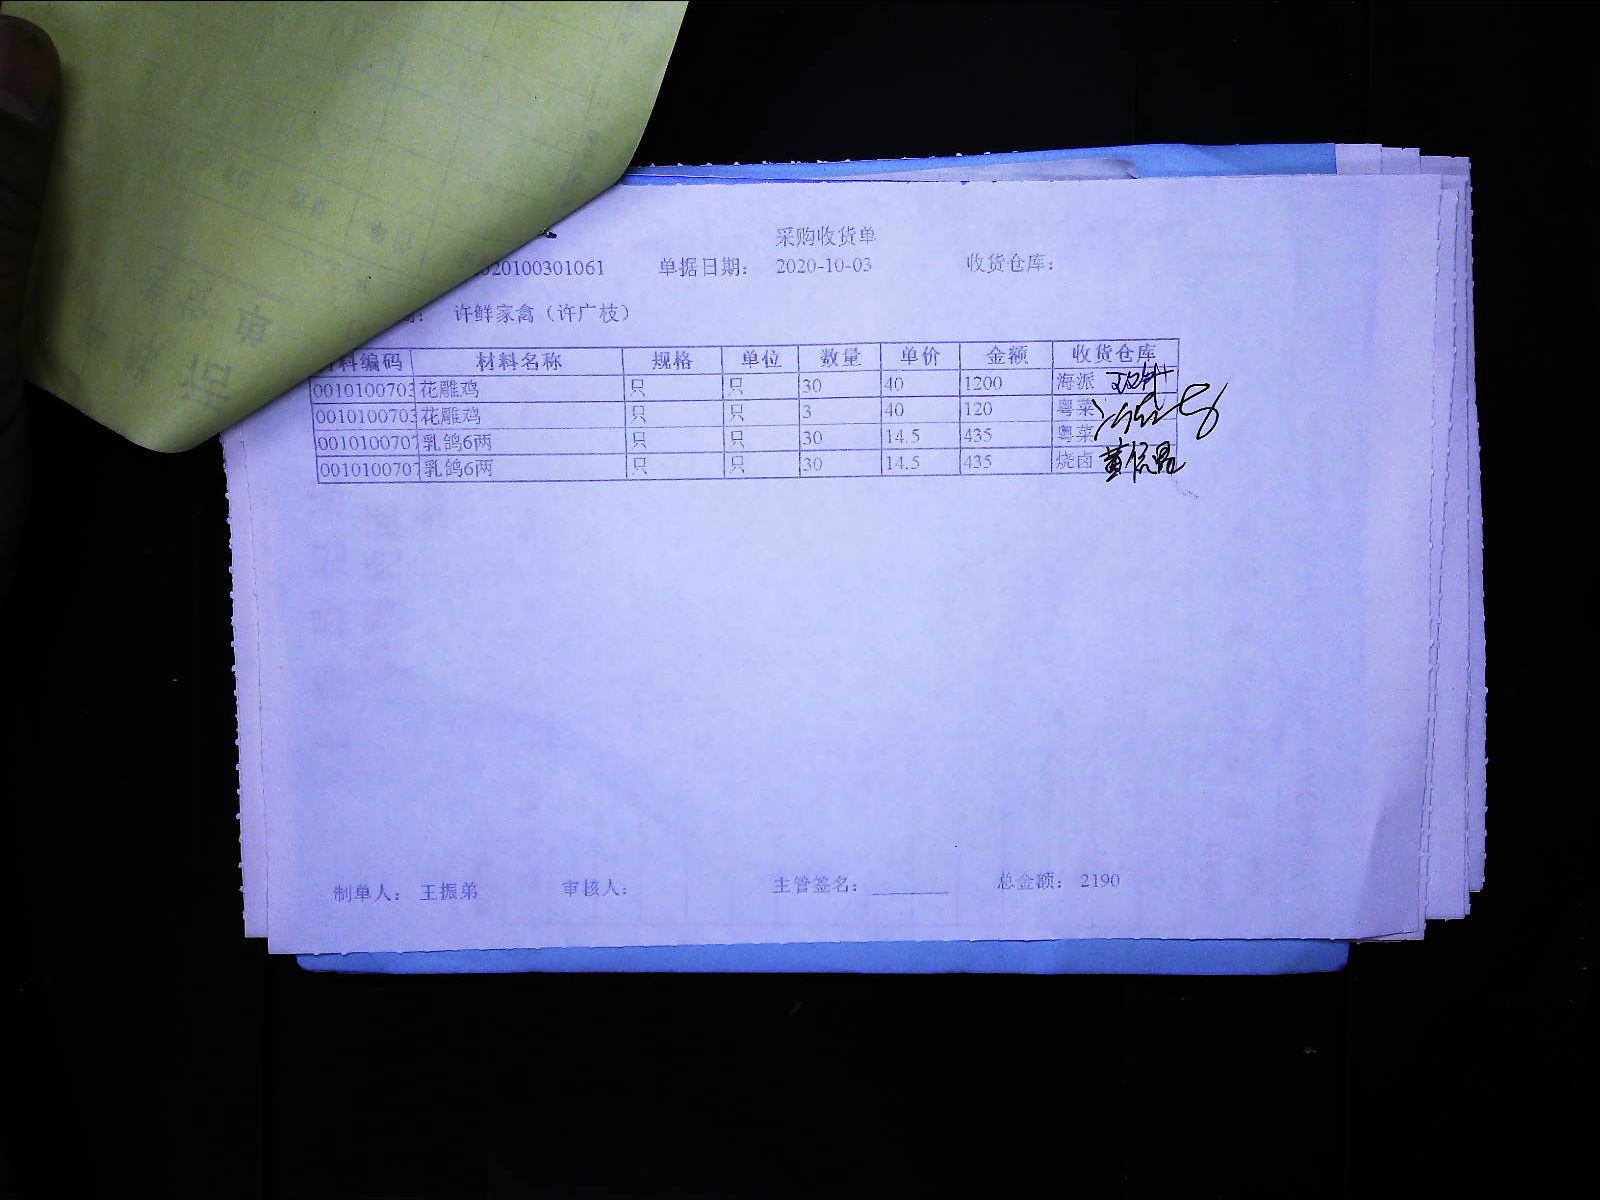 采购收货单
020100301061 单据日期： 2020-10-03 收货仓库：
许鲜家禽（许广枝）
料编码 材料名称 规格 单位 数量 单价 金额 收货仓库
0010100703 花雕鸡 只 只 30 40 1200 海派
0010100703 花雕鸡 只 只 3 40 120 粤菜
0010100707 乳鸽6两 只 只 30 14.5 435 粤菜
0010100707 乳鸽6两 只 只 30 14.5 435 烧卤
制单人： 王振弟 审核人： 主管签名： 总金额： 2190